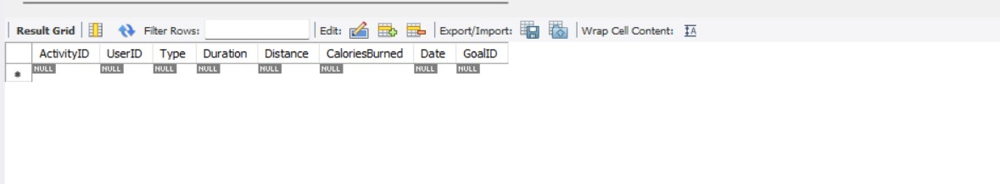 Result Grid Filter Rows: Edit: Export/Import: Wrap Cell Content: IA
ActivityID UserID Type Duration Distance CaloriesBurned Date GoalID
NULL NULL NULL NULL NULL NULL NULL NULL